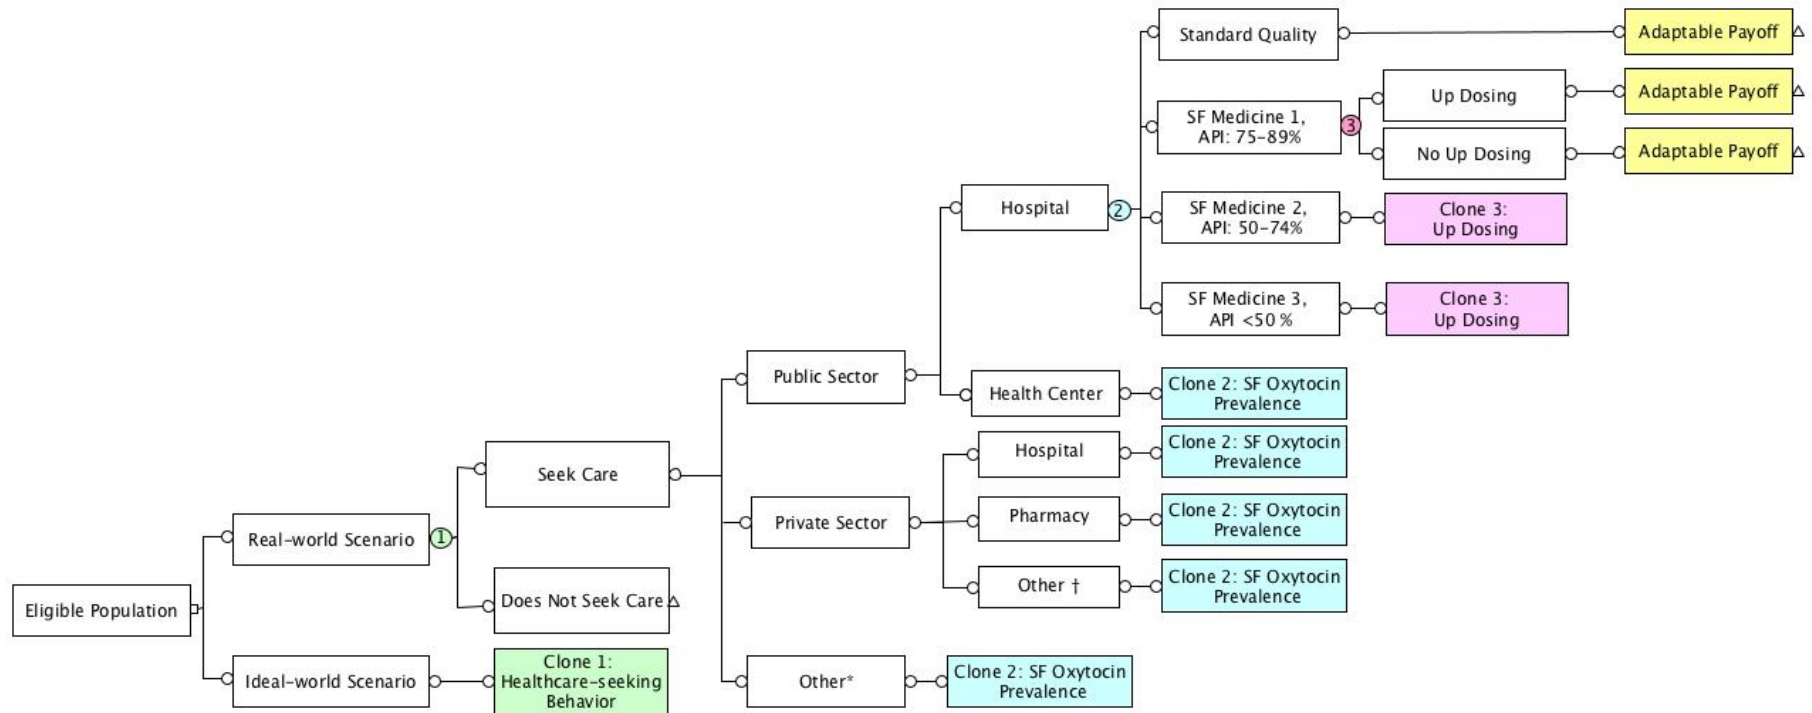 Standard Quality
Adaptable Payoff
SF Medicine 1,
API: 75–89%
3
Up Dosing
Adaptable Payoff
No Up Dosing
Adaptable Payoff
Hospital
2
SF Medicine 2,
API: 50–74%
Clone 3:
Up Dosing
SF Medicine 3,
API <50 %
Clone 3:
Up Dosing
Public Sector
Health Center
Clone 2: SF Oxytocin
Prevalence
Hospital
Clone 2: SF Oxytocin
Prevalence
Seek Care
Private Sector
Pharmacy
Clone 2: SF Oxytocin
Prevalence
Real-world Scenario
1
Other †
Clone 2: SF Oxytocin
Prevalence
Eligible Population
Does Not Seek Care
Ideal-world Scenario
Clone 1:
Healthcare-seeking
Behavior
Other*
Clone 2: SF Oxytocin
Prevalence